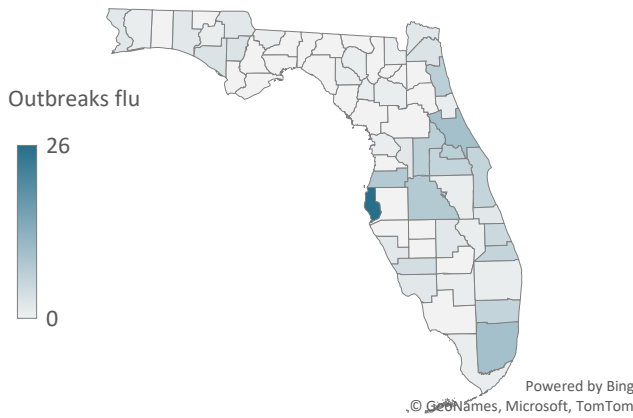 Outbreaks flu
26
0
Powered by Bing
© GeoNames, Microsoft, TomTom